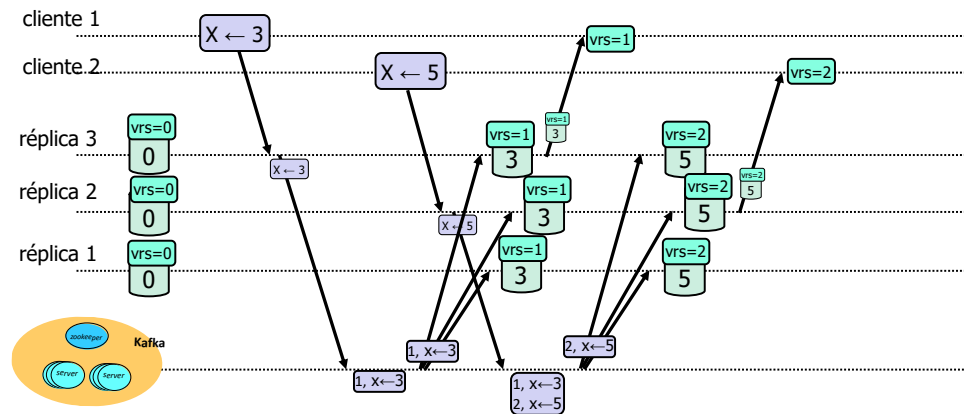 cliente 1
X ← 3
vrs=1
cliente 2
X ← 5
vrs=2
réplica 3
vrs=0
0
X ← 3
vrs=1
3
vrs=1
3
vrs=2
5
réplica 2
vrs=0
0
X ← 5
vrs=1
3
vrs=2
5
vrs=2
5
réplica 1
vrs=0
0
vrs=1
3
vrs=2
5
zookeeper
Kafka
server
server
1, x←3
1, x←3
1, x←3
2, x←5
2, x←5